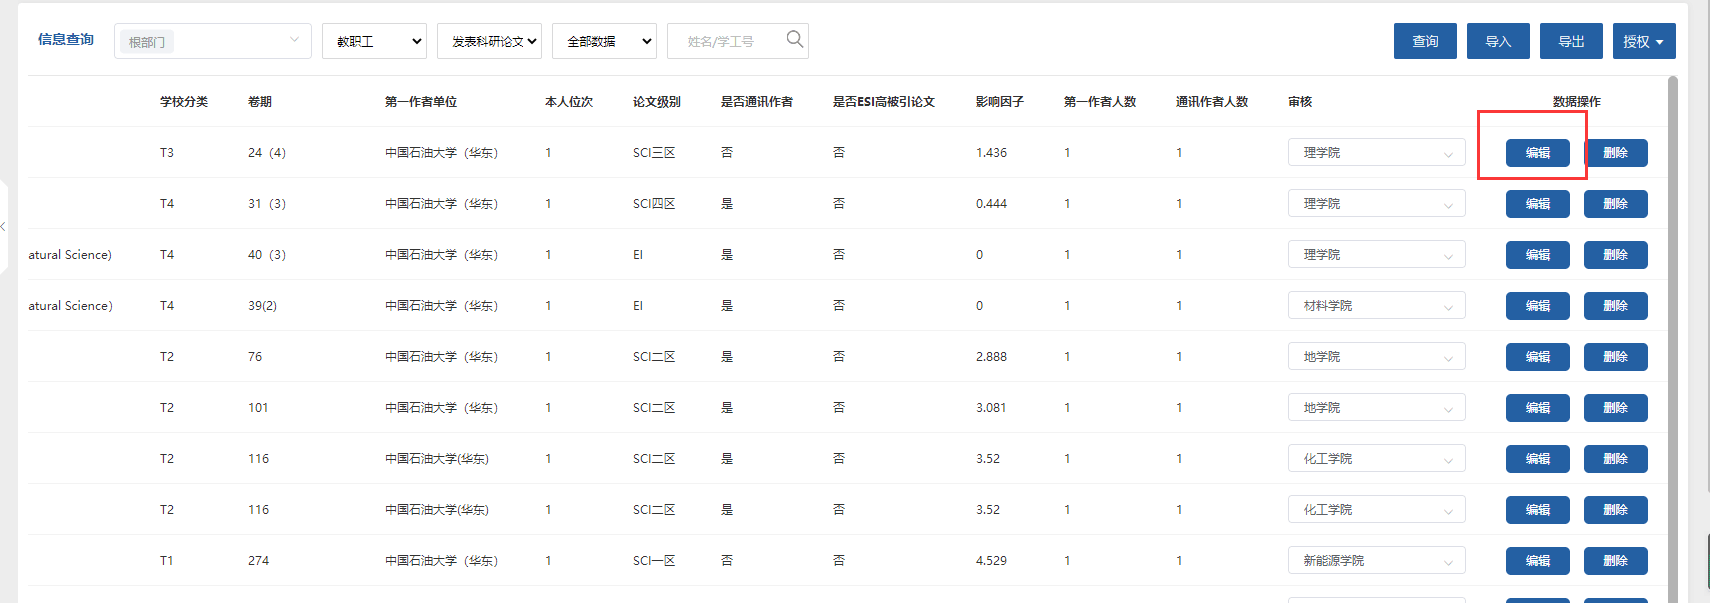 信息查询 根部门 教职工 发表科研论文 全部数据 姓名/学工号 查询 导入 导出 授权
学校分类 卷期 第一作者单位 本人位次 论文级别 是否通讯作者 是否ESI高被引论文 影响因子 第一作者人数 通讯作者人数 审核 数据操作
T3 24（4） 中国石油大学（华东） 1 SCI三区 否 否 1.436 1 1 理学院 编辑 删除
T4 31（3） 中国石油大学（华东） 1 SCI四区 是 否 0.444 1 1 理学院 编辑 删除
atural Science) T4 40（3） 中国石油大学（华东） 1 EI 是 否 0 1 1 理学院 编辑 删除
atural Science） T4 39(2) 中国石油大学（华东） 1 EI 是 否 0 1 1 材料学院 编辑 删除
T2 76 中国石油大学（华东） 1 SCI二区 是 否 2.888 1 1 地学院 编辑 删除
T2 101 中国石油大学（华东） 1 SCI二区 是 否 3.081 1 1 地学院 编辑 删除
T2 116 中国石油大学(华东) 1 SCI二区 是 否 3.52 1 1 化工学院 编辑 删除
T2 116 中国石油大学(华东) 1 SCI二区 是 否 3.52 1 1 化工学院 编辑 删除
T1 274 中国石油大学（华东） 1 SCI一区 否 否 4.529 1 1 新能源学院 编辑 删除